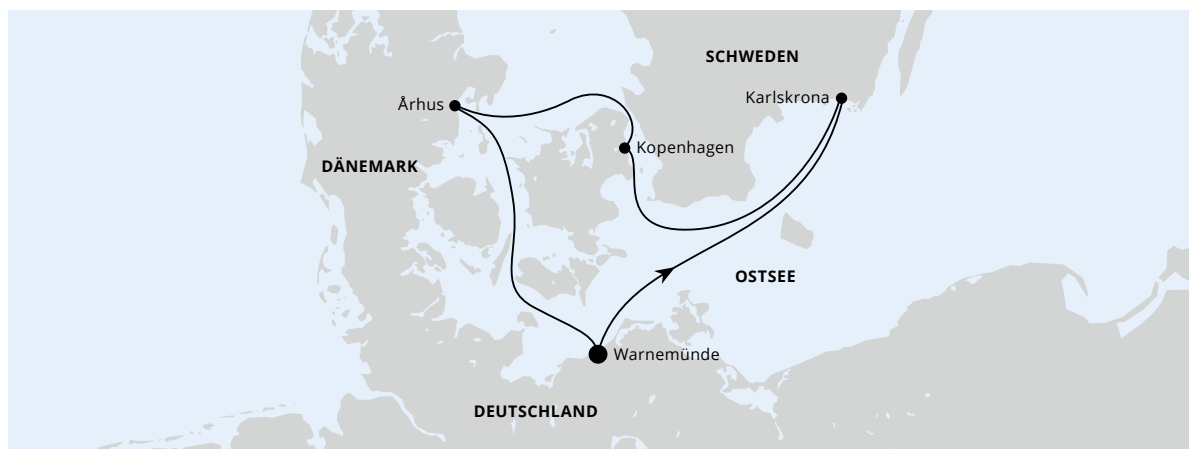 SCHWEDEN
Karlskrona
Århus
Kopenhagen
DÄNEMARK
OSTSEE
Warnemünde
DEUTSCHLAND